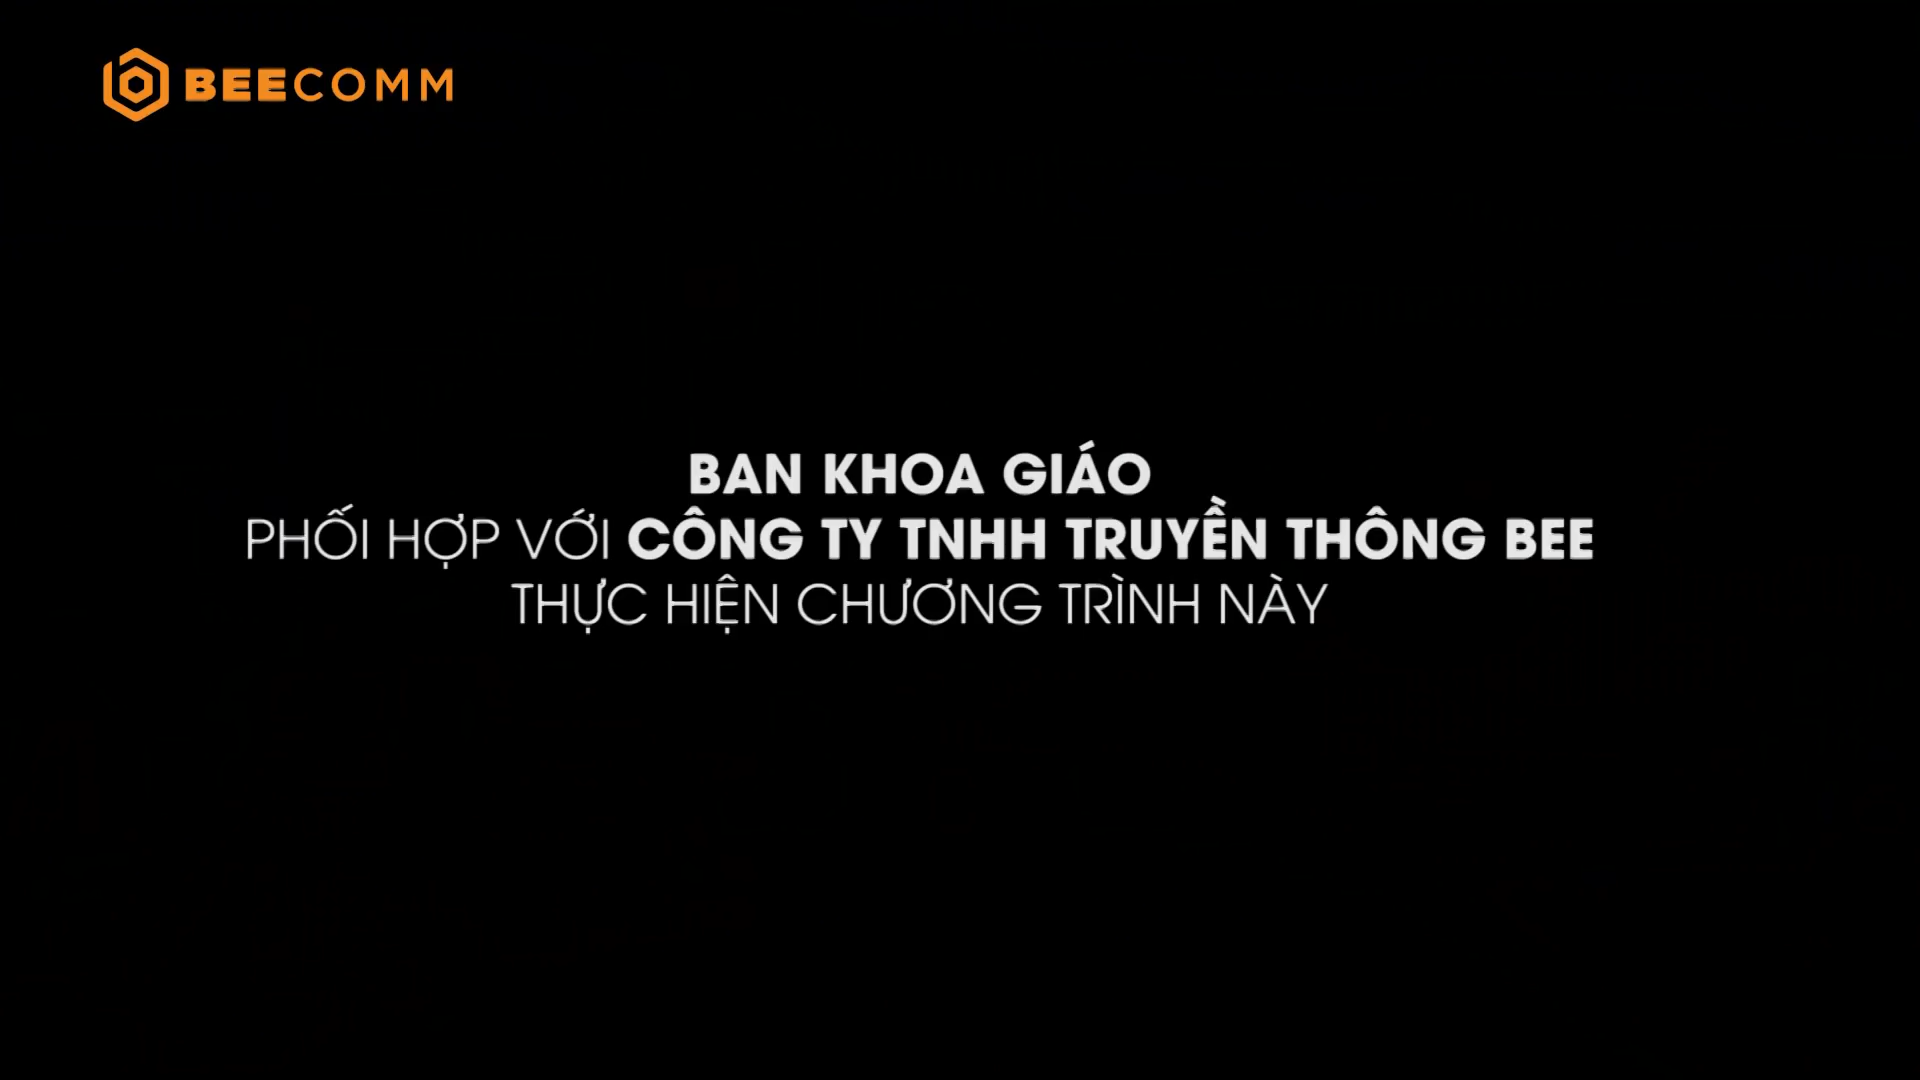 BEECOMM
BAN KHOA GIÁO
PHỐI HỢP VỚI CÔNG TY TNHH TRUYỀN THÔNG BEE
THỰC HIỆN CHƯƠNG TRÌNH NÀY